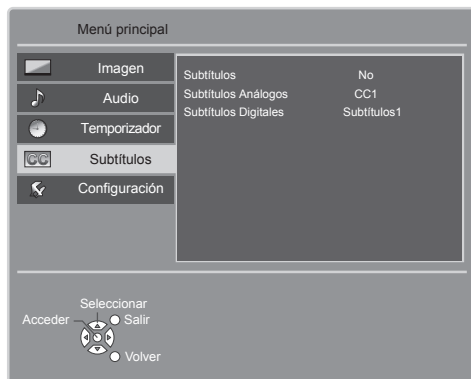 Menú principal
Imagen
Audio
Temporizador
CC Subtítulos
Configuración
Subtítulos No
Subtítulos Análogos CC1
Subtítulos Digitales Subtítulos1
Seleccionar
Acceder Salir
Volver